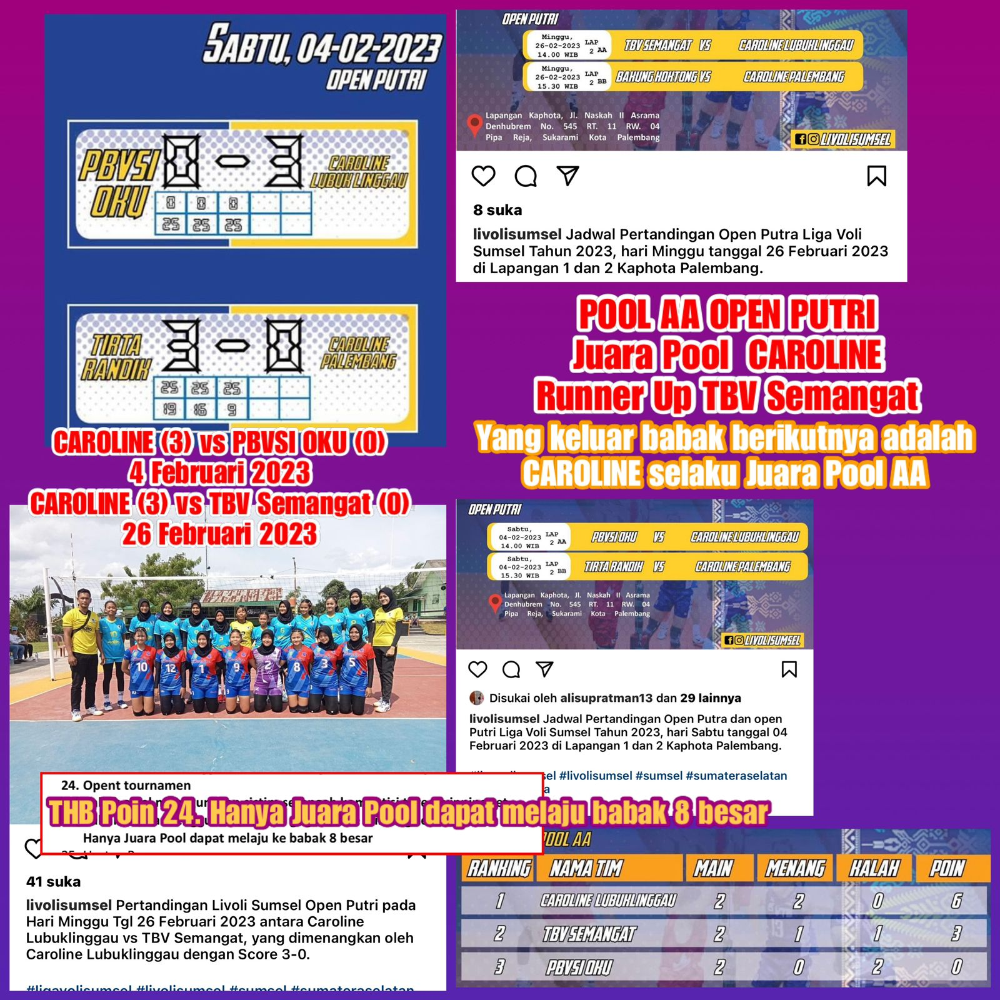 SABTU, 04-02-2023
OPEN PUTRI
PBVSI OKU
0 - 3
CAROLINE LUBUK LINGGAU
0 0 0
25 25 25
TIRTA RANDIK
3 - 0
CAROLINE PALEMBANG
25 25 25
19 16 9
CAROLINE (3) vs PBVSI OKU (0)
4 Februari 2023
CAROLINE (3) vs TBV Semangat (0)
26 Februari 2023
OPEN PUTRI
Minggu, 26-02-2023 14.00 WIB LAP 2 AA TBV SEMANGAT VS CAROLINE LUBUKLINGGAU
Minggu, 26-02-2023 15.30 WIB LAP 2 BB BAKUNG HOKTONG VS CAROLINE PALEMBANG
Lapangan Kaphota, Jl. Naskah II Asrama
Denhubrem No. 545 RT. 11 RW. 04
Pipa Reja, Sukarami Kota Palembang
LIVOLISUMSEL
8 suka
livolisumsel Jadwal Pertandingan Open Putra Liga Voli
Sumsel Tahun 2023, hari Minggu tanggal 26 Februari 2023
di Lapangan 1 dan 2 Kaphota Palembang.
POOL AA OPEN PUTRI
Juara Pool CAROLINE
Runner Up TBV Semangat
Yang keluar babak berikutnya adalah
CAROLINE selaku Juara Pool AA
OPEN PUTRI
Sabtu, 04-02-2023 14.00 WIB LAP 2 AA PBVSI OKU VS CAROLINE LUBUKLINGGAU
Sabtu, 04-02-2023 15.30 WIB LAP 2 BB TIRTA RANDIK VS CAROLINE PALEMBANG
Lapangan Kaphota, Jl. Naskah II Asrama
Denhubrem No. 545 RT. 11 RW. 04
Pipa Reja, Sukarami Kota Palembang
LIVOLISUMSEL
Disukai oleh alisupratman13 dan 29 lainnya
livolisumsel Jadwal Pertandingan Open Putra dan open
Putri Liga Voli Sumsel Tahun 2023, hari Sabtu tanggal 04
Februari 2023 di Lapangan 1 dan 2 Kaphota Palembang.
#livolisumsel #sumsel #sumateraselatan
10 12 1 9 2 8 3 5
24. Opent tournamen
THB Poin 24. Hanya Juara Pool dapat melaju babak 8 besar
Hanya Juara Pool dapat melaju ke babak 8 besar
41 suka
livolisumsel Pertandingan Livoli Sumsel Open Putri pada
Hari Minggu Tgl 26 Februari 2023 antara Caroline
Lubuklinggau vs TBV Semangat, yang dimenangkan oleh
Caroline Lubuklinggau dengan Score 3-0.
#ligavolisumsel #livolisumsel #sumsel #sumateraselatan
OOL AA
RANKING NAMA TIM MAIN MENANG KALAH POIN
1 CAROLINE LUBUKLINGGAU 2 2 0 6
2 TBV SEMANGAT 2 1 1 3
3 PBVSI OKU 2 0 2 0